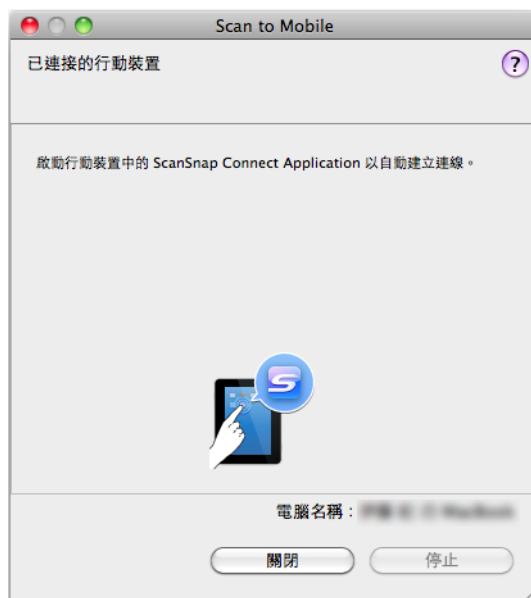 Scan to Mobile
已連接的行動裝置
?
啟動行動裝置中的 ScanSnap Connect Application 以自動建立連線。
S
電腦名稱：
關閉
停止